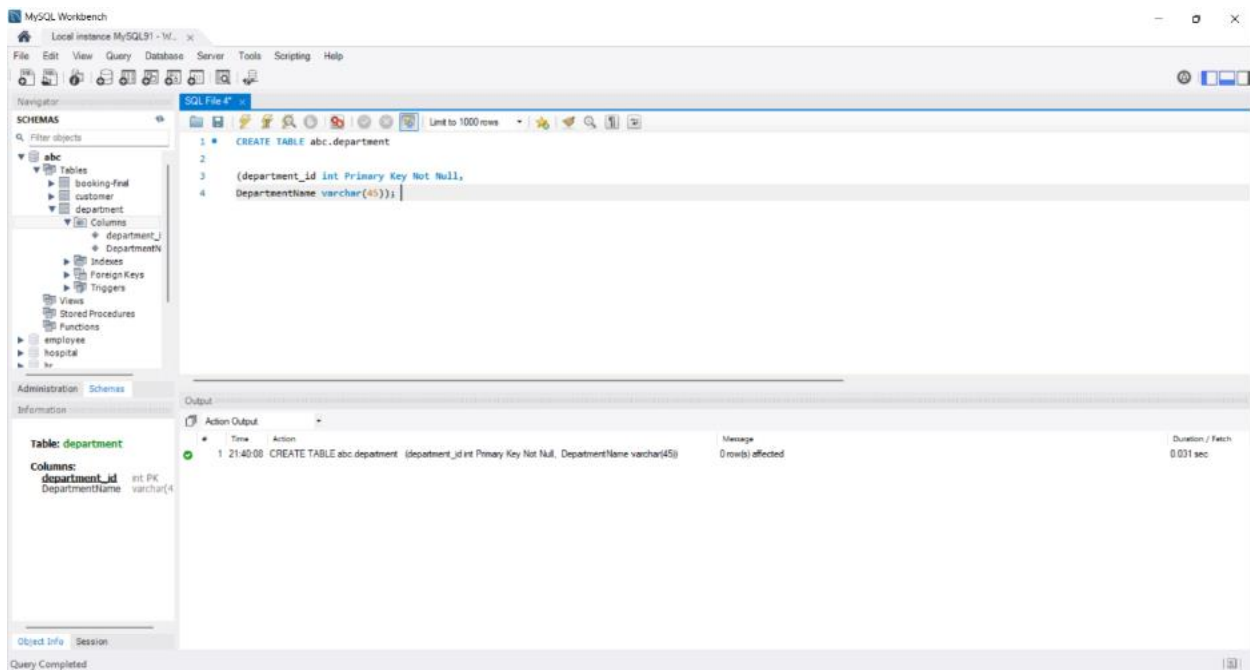 MySQL Workbench
Local instance MySQL91 - W...
File Edit View Query Database Server Tools Scripting Help
Navigator
SCHEMAS
Filter objects
abc
Tables
booking-final
customer
department
Columns
department_i
DepartmentN
Indexes
Foreign Keys
Triggers
Views
Stored Procedures
Functions
employee
hospital
hr
Administration Schemas
Information
Table: department
Columns:
department_id int PK
DepartmentName varchar(4
Object Info Session
Query Completed
SQL File 4*
Limit to 1000 rows
1 CREATE TABLE abc.department
2
3 (department_id int Primary Key Not Null,
4 DepartmentName varchar(45));
Output
Action Output
# Time Action Message Duration / Fetch
1 21:40:08 CREATE TABLE abc.department (department_id int Primary Key Not Null, DepartmentName varchar(45)) 0 row(s) affected 0.031 sec